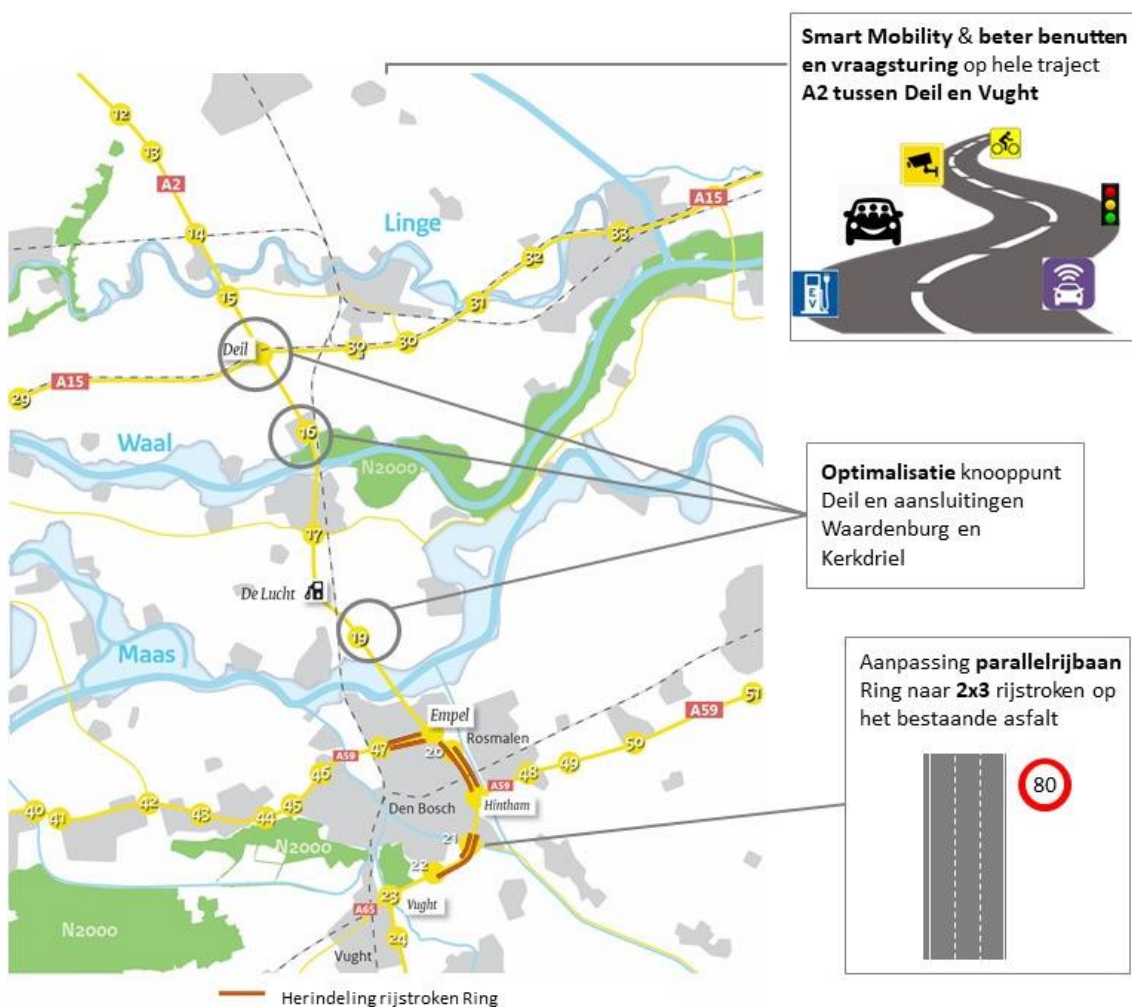 Smart Mobility & beter benutten
en vraagsturing op hele traject
A2 tussen Deil en Vught
EV
12
13
A2
14
Linge
15
A15
33
32
31
Deil
30
30
A15
29
16
Waal
N2000
17
Optimalisatie knooppunt
Deil en aansluitingen
Waardenburg en
Kerkdriel
De Lucht
19
Maas
Aanpassing parallelrijbaan
Ring naar 2x3 rijstroken op
het bestaande asfalt
80
Empel
20
Rosmalen
51
A59
50
49
48
A59
Hintham
A59
47
46
45
44
43
42
41
40
Den Bosch
21
N2000
22
23
Vught
A65
24
Vught
N2000
Herindeling rijstroken Ring